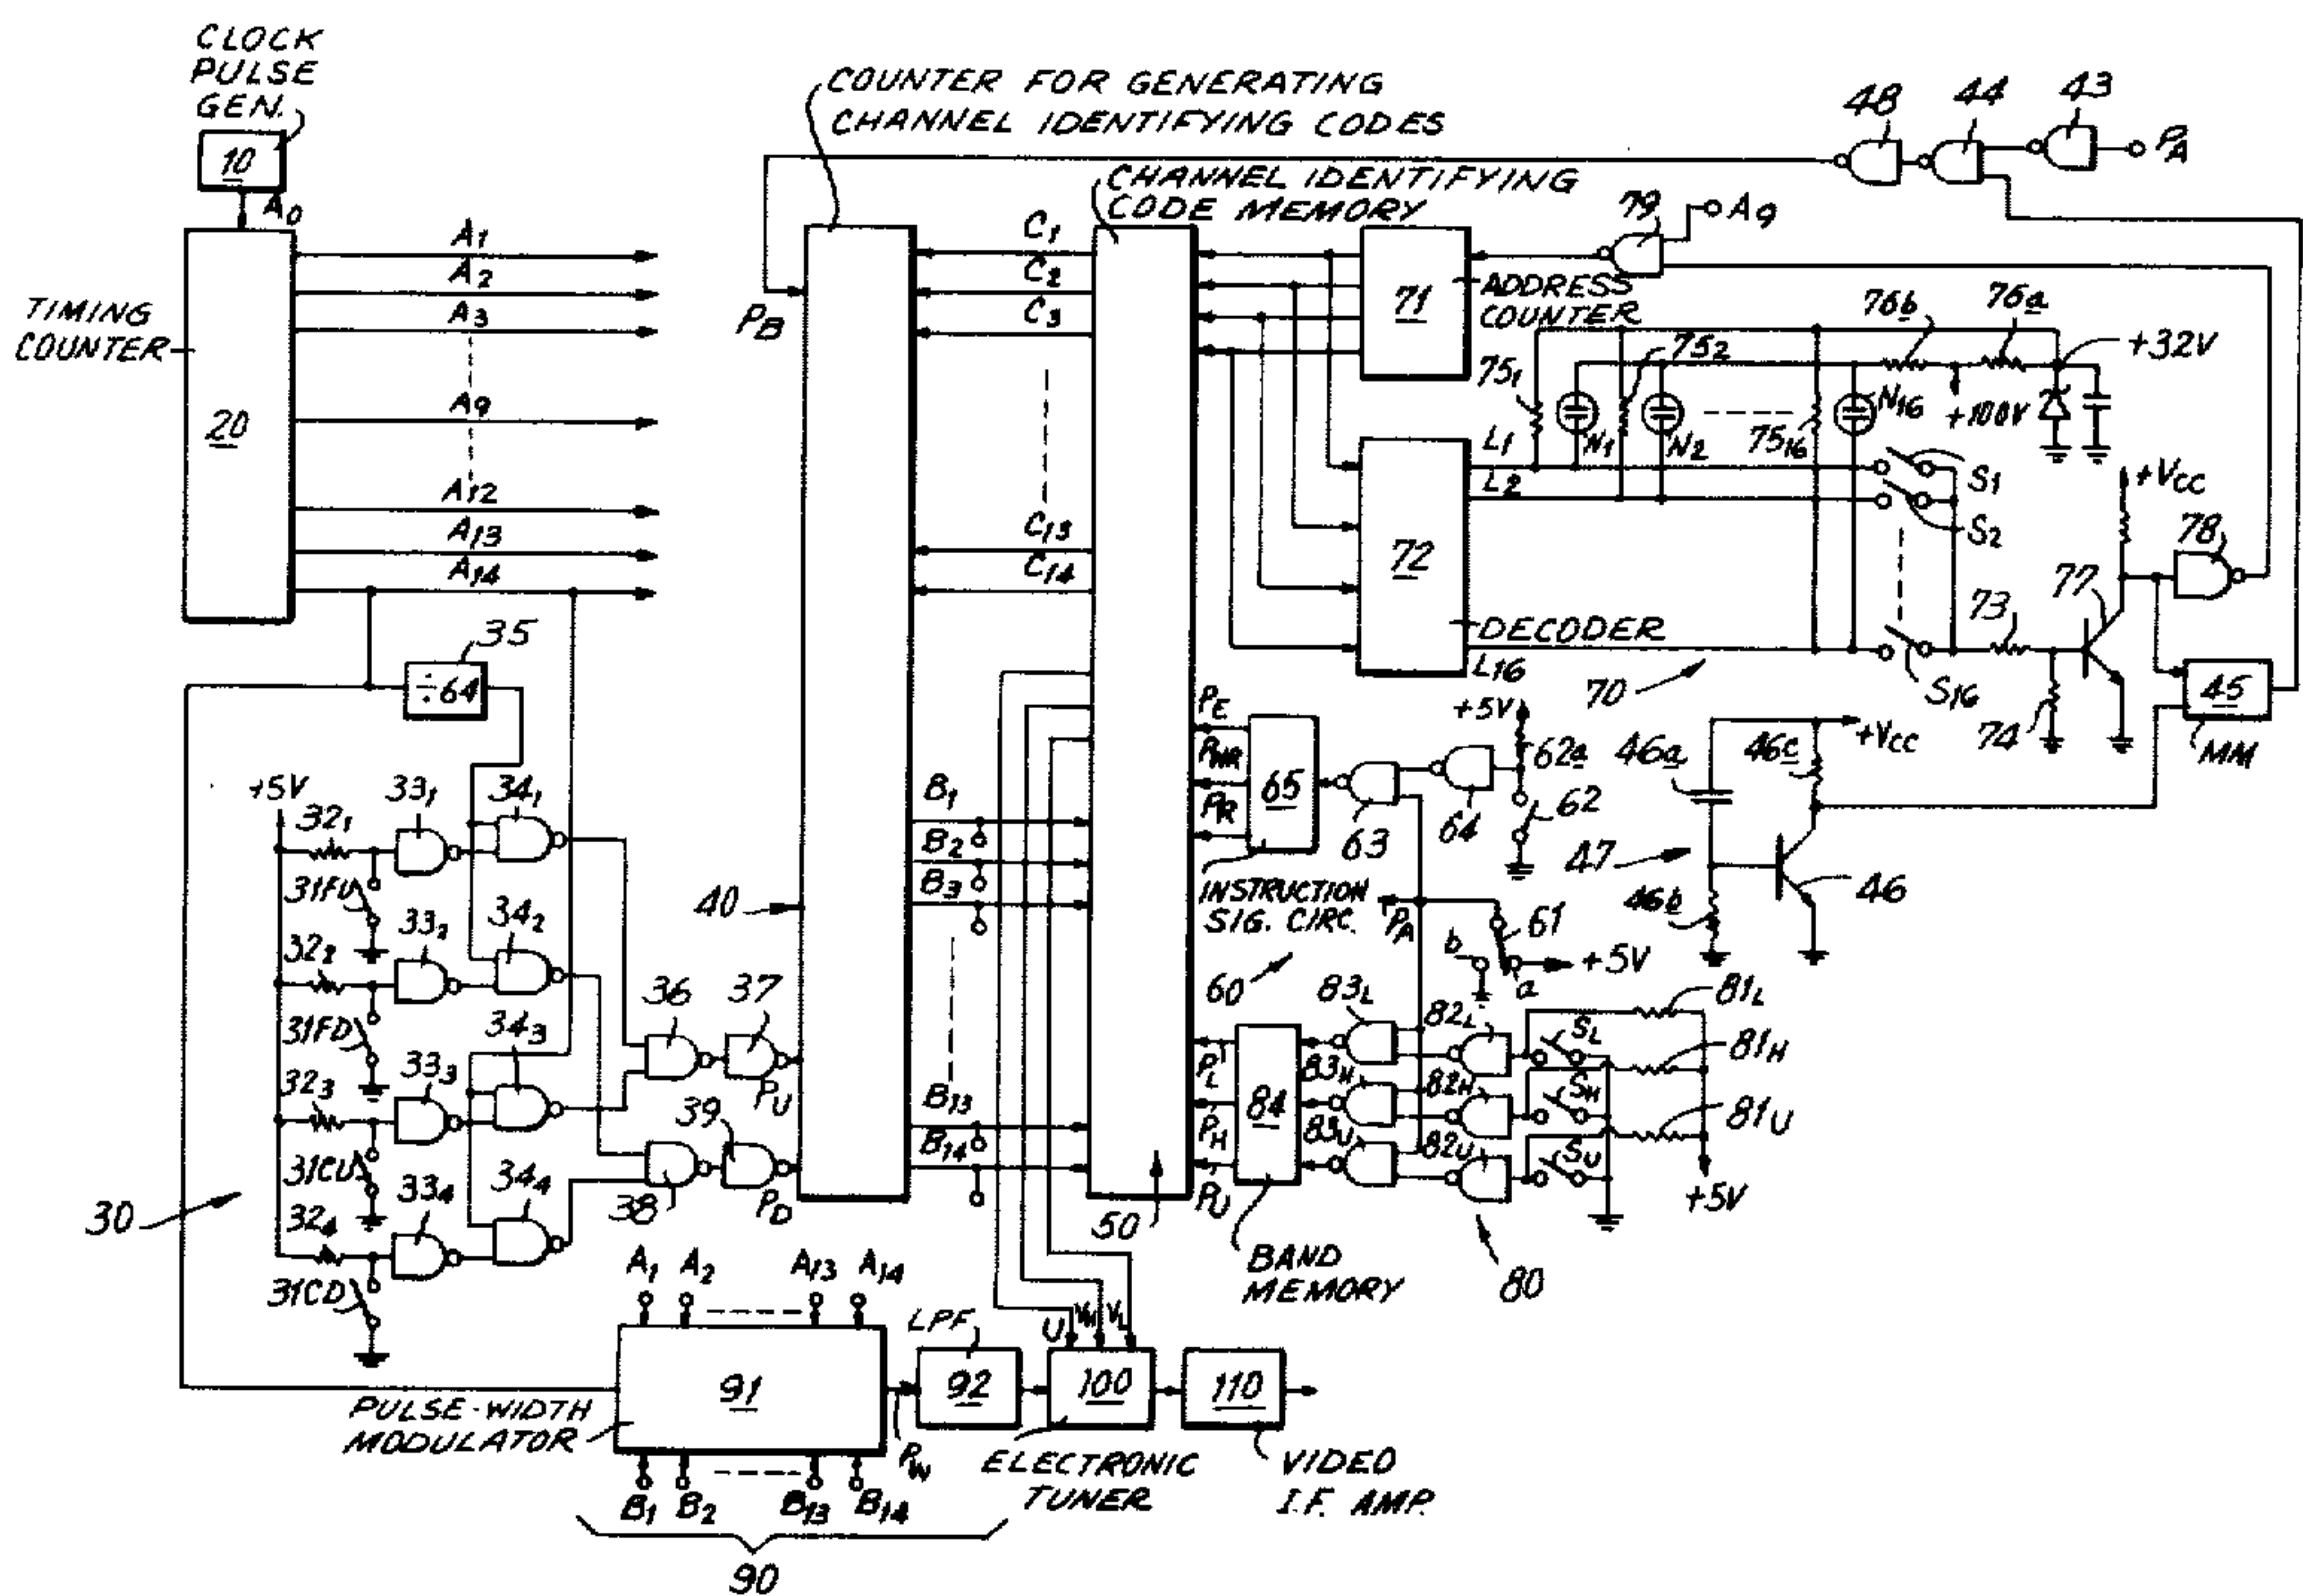 CLOCK
PULSE
GEN.
10
A0
TIMING
COUNTER
20
A1
A2
A3
A9
A12
A13
A14
35
÷64
COUNTER FOR GENERATING
CHANNEL IDENTIFYING CODES
PB
40
C1
C2
C3
C13
C14
B1
B2
B3
B13
B14
CHANNEL IDENTIFYING
CODE MEMORY
50
48
44
43
PA
79
A9
71
ADDRESS
COUNTER
72
DECODER
751
752
7516
76b
76a
+32V
+100V
N1
N2
N16
L1
L2
L16
S1
S2
S16
70
73
74
77
+VCC
78
45
MM
+VCC
46a
46c
46b
46
47
PE
PWR
PR
65
INSTRUCTION
SIG. CIRC.
63
64
+5V
62a
62
PA
61
b
a
+5V
60
PL
PH
PU
84
BAND
MEMORY
83L
83H
83U
82L
82H
82U
SL
SH
SU
81L
81H
81U
+5V
80
+5V
321
331
341
31FU
322
332
342
31FD
323
333
343
31CU
324
334
344
31CD
30
36
37
PU
38
39
PD
A1
A2
A13
A14
91
PULSE-WIDTH
MODULATOR
B1
B2
B13
B14
PW
LPF
92
90
U
VH
VL
100
ELECTRONIC
TUNER
110
VIDEO
I.F. AMP.